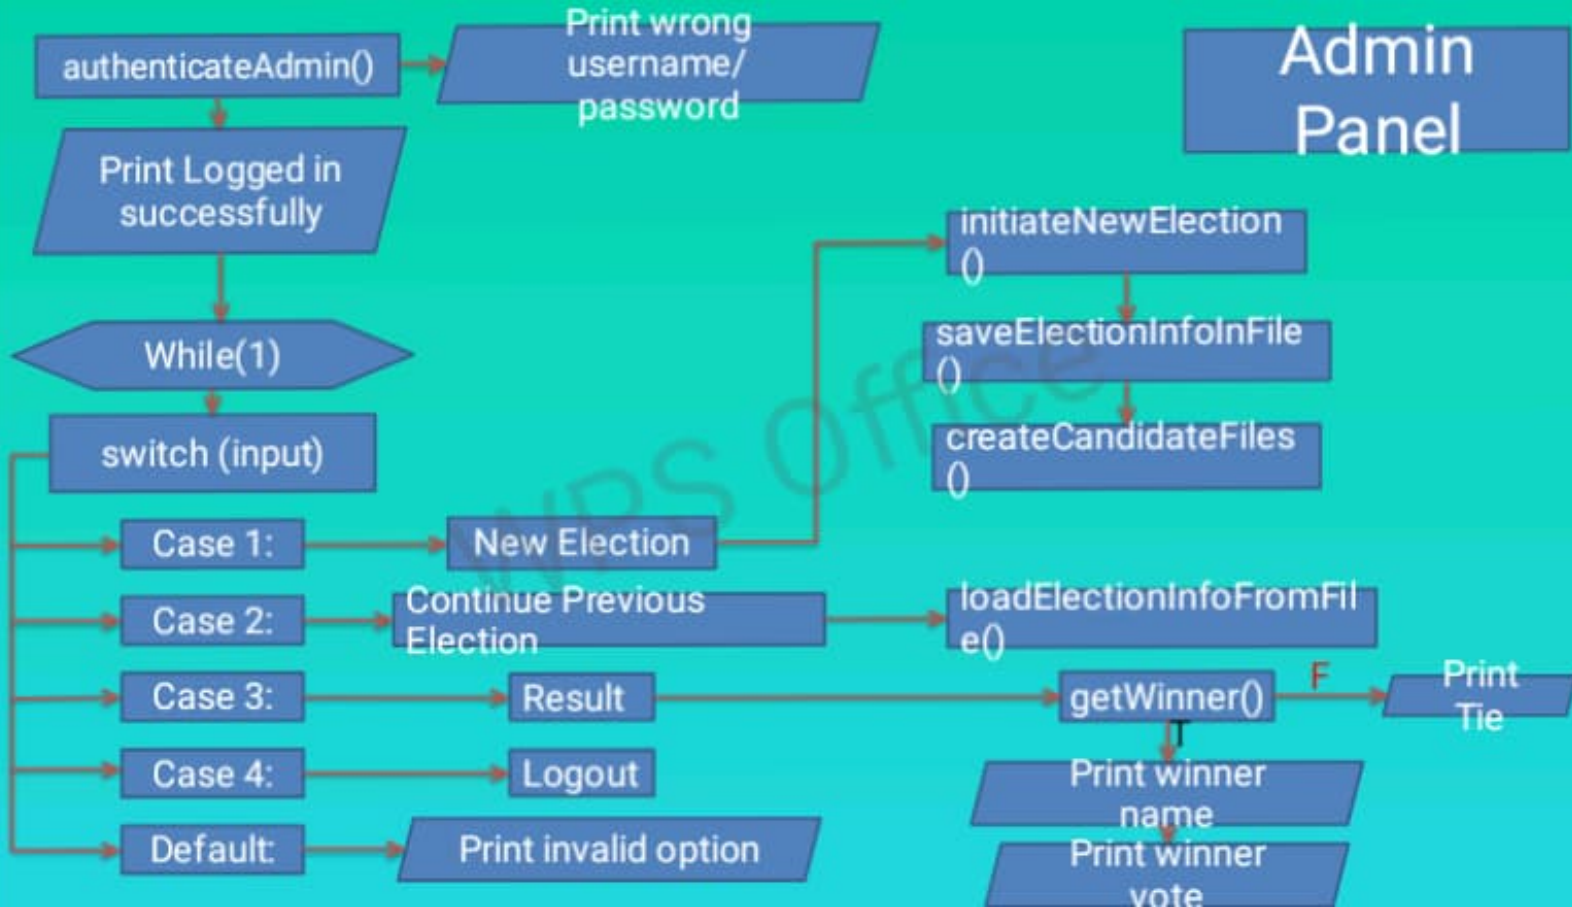 Print wrong
username/
password
authenticateAdmin()
Admin
Panel
Print Logged in
successfully
initiateNewElection
()
While(1)
saveElectionInfoInFile
()
switch (input)
createCandidateFiles
()
Case 1:
New Election
Case 2:
Continue Previous
Election
loadElectionInfoFromFil
e()
Case 3:
Result
getWinner()
F
Print
Tie
T
Case 4:
Logout
Print winner
name
Default:
Print invalid option
Print winner
vote
WPS Office